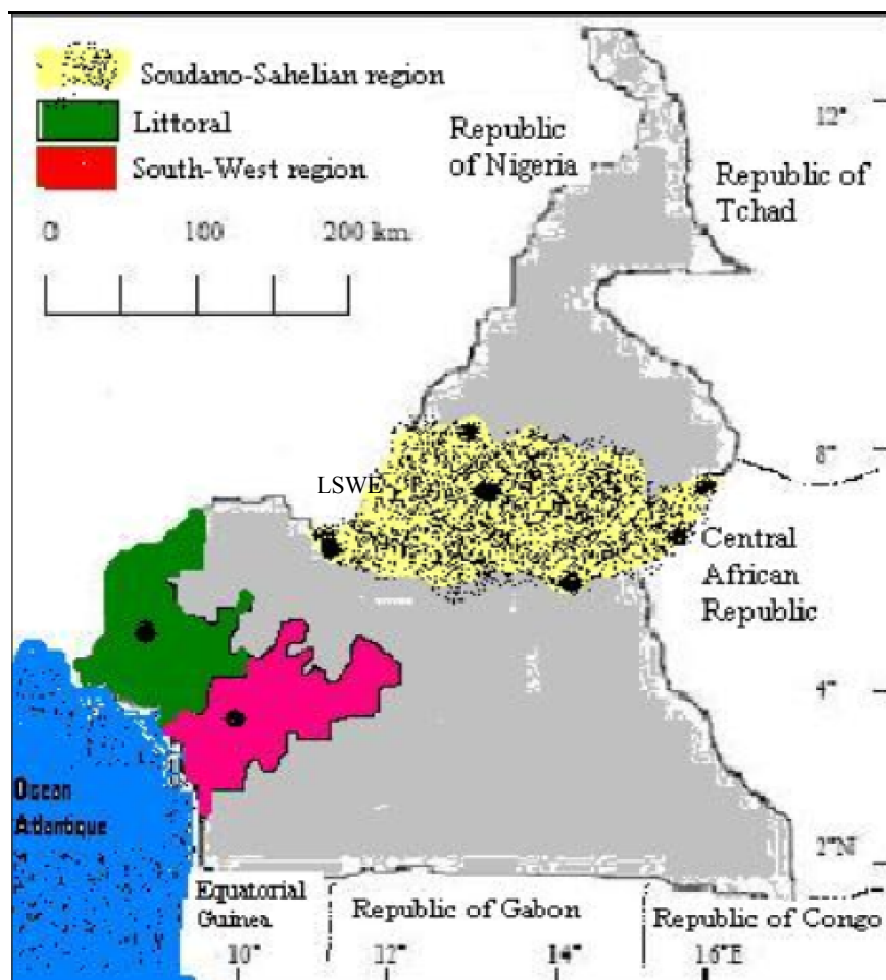 Soudano-Sahelian region
Littoral
South-West region
0 100 200 km
Republic
of Nigeria
Republic of
Tchad
12°
8°
LSWE
Central
African
Republic
4°
Ocean
Atlantique
2°N
Equatorial
Guinea
Republic of Gabon
Republic of Congo
10° 12° 14° 16°E